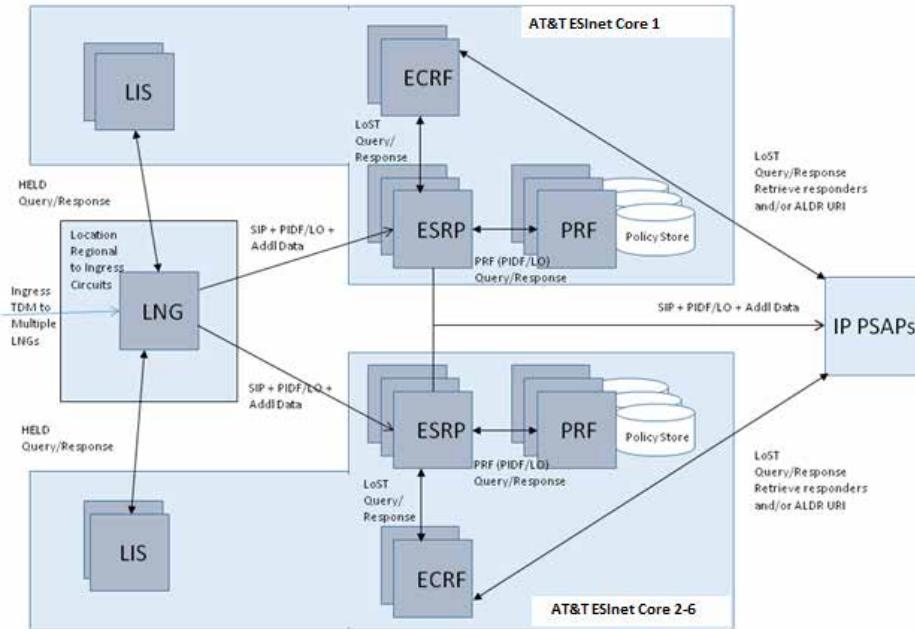 AT&T ESInet Core 1
LIS
ECRF
LoST
Query/
Response
LoST
Query/Response
Retrieve responders
and/or ALDR URI
HELD
Query/Response
SIP + PIDF/LO +
Addl Data
ESRP
PRF
Policy Store
PRF (PIDF/LO)
Query/Response
Location
Regional
to Ingress
Circuits
LNG
Ingress
TDM to
Multiple
LNGs
SIP + PIDF/LO + Addl Data
IP PSAPs
SIP + PIDF/LO +
Addl Data
ESRP
PRF
Policy Store
PRF (PIDF/LO)
Query/Response
HELD
Query/Response
LoST
Query/
Response
LoST
Query/Response
Retrieve responders
and/or ALDR URI
LIS
ECRF
AT&T ESInet Core 2-6